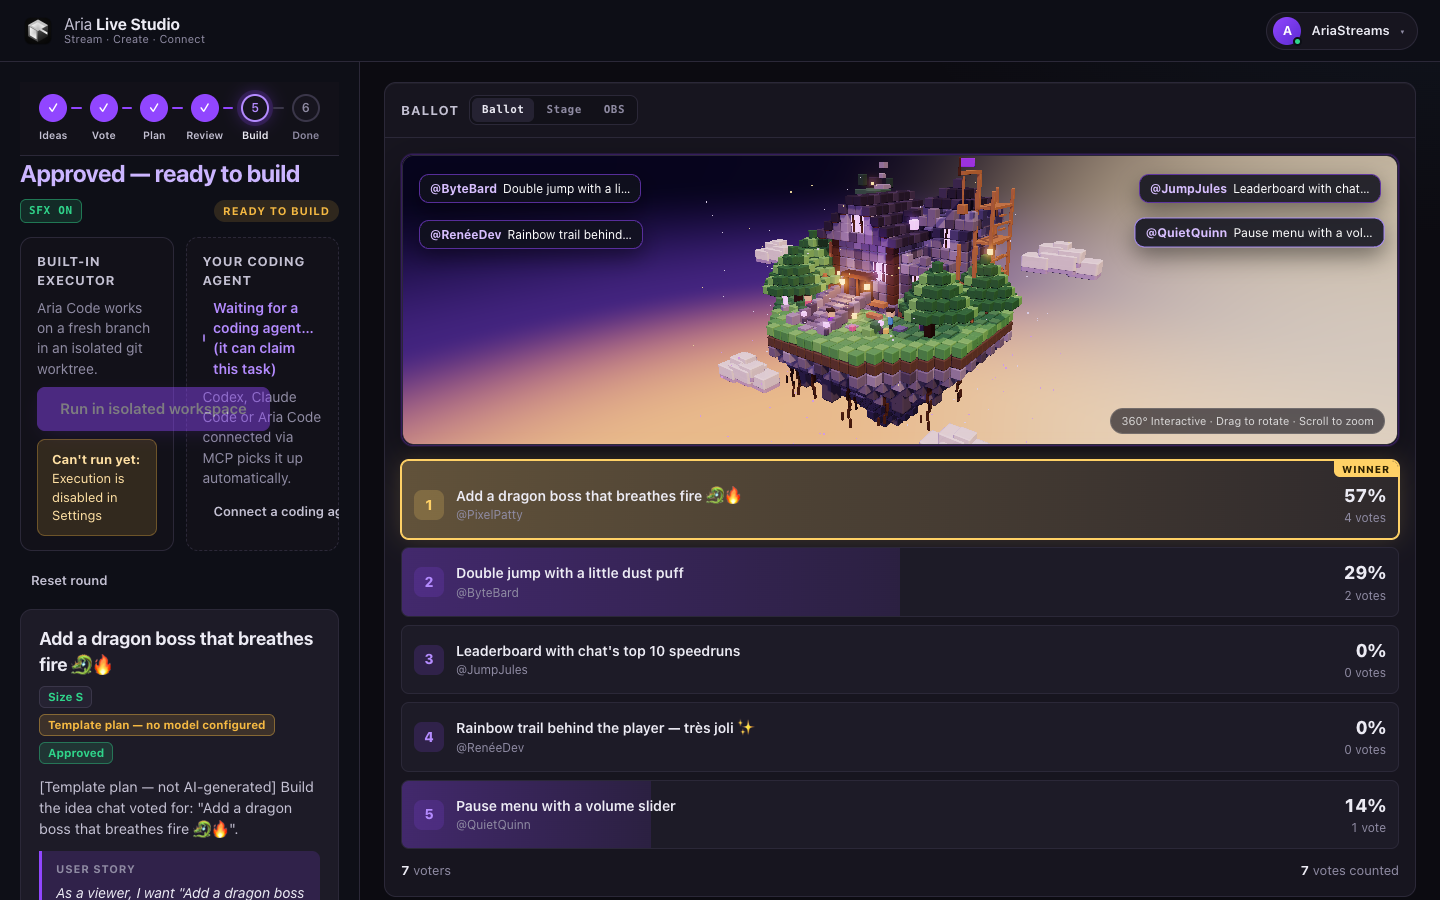 Aria Live Studio
Stream · Create · Connect
A
AriaStreams
5
6
Ideas
Vote
Plan
Review
Build
Done
Approved — ready to build
SFX ON
READY TO BUILD
BUILT-IN
EXECUTOR
Aria Code works
on a fresh branch
in an isolated git
worktree.
Run in isolated workspace
Can't run yet:
Execution is
disabled in
Settings
YOUR CODING
AGENT
Waiting for a
coding agent…
(it can claim
this task)
Codex, Claude
Code or Aria Code
connected via
MCP picks it up
automatically.
Connect a coding ag
Reset round
Add a dragon boss that breathes
fire 🐉🔥
Size S
Template plan — no model configured
Approved
[Template plan — not AI-generated] Build
the idea chat voted for: "Add a dragon
boss that breathes fire 🐉🔥".
USER STORY
As a viewer, I want "Add a dragon boss
BALLOT
Ballot
Stage
OBS
@ByteBard Double jump with a li…
@RenéeDev Rainbow trail behind…
@JumpJules Leaderboard with chat…
@QuietQuinn Pause menu with a vol…
360° Interactive · Drag to rotate · Scroll to zoom
WINNER
1
Add a dragon boss that breathes fire 🐉🔥
@PixelPatty
57%
4 votes
2
Double jump with a little dust puff
@ByteBard
29%
2 votes
3
Leaderboard with chat's top 10 speedruns
@JumpJules
0%
0 votes
4
Rainbow trail behind the player — très joli ✨
@RenéeDev
0%
0 votes
5
Pause menu with a volume slider
@QuietQuinn
14%
1 vote
7 voters
7 votes counted